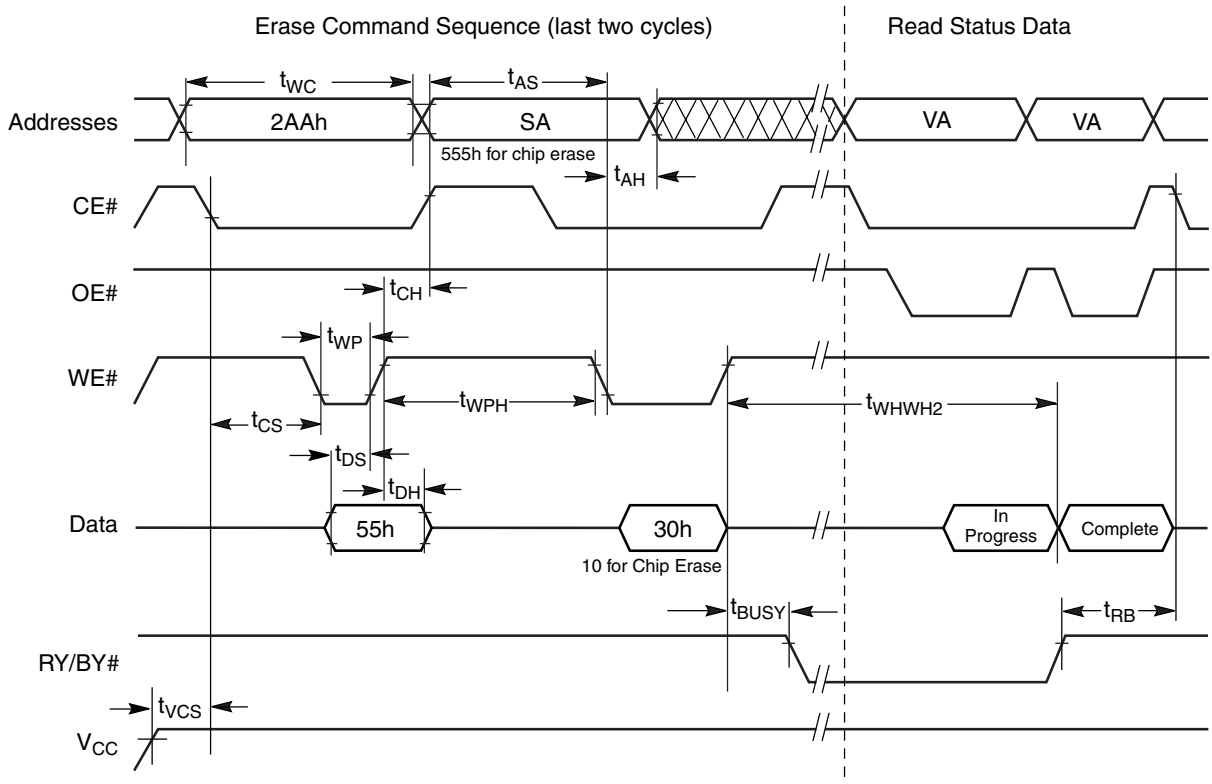 Erase Command Sequence (last two cycles)
Read Status Data
tWC
tAS
Addresses
2AAh
SA
VA
VA
555h for chip erase
tAH
CE#
OE#
tCH
tWP
WE#
tWPH
tWHWH2
tCS
tDS
tDH
Data
55h
30h
In
Progress
Complete
10 for Chip Erase
tBUSY
tRB
RY/BY#
tVCS
VCC